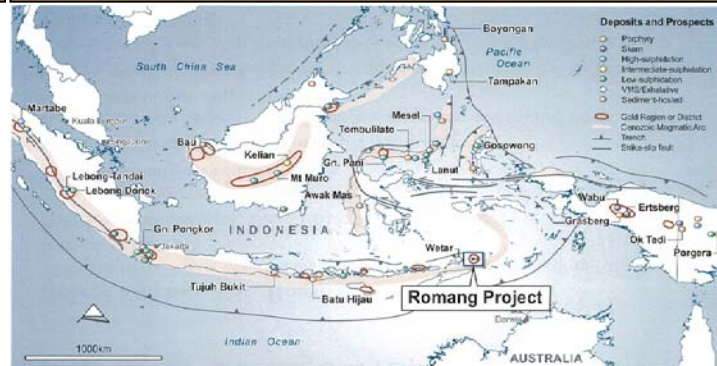 Boyongan
Pacific
Ocean
South China Sea
Tampakan
Deposits and Prospects
Porphyry
Skarn
High-sulphidation
Intermediate-sulphidation
Low-sulphidation
VMS/Exhalative
Sediment-hosted
Gold Region or District
Cenozoic Magmatic Arc
Trench
Strike-slip fault
Martabe
Kuala Lumpur
Singapore
Mesel
Tombulilato
Bau
Kelian
Gn. Pani
Gosowong
Mt Muro
Lanut
Lebong Tandai
Lebong Donok
Awak Mas
Wabu
Ertsberg
Grasberg
Ok Tedi
Porgera
Gn. Pongkor
Jakarta
INDONESIA
Wetar
Tujuh Bukit
Batu Hijau
Romang Project
Darwin
Indian Ocean
1000km
AUSTRALIA